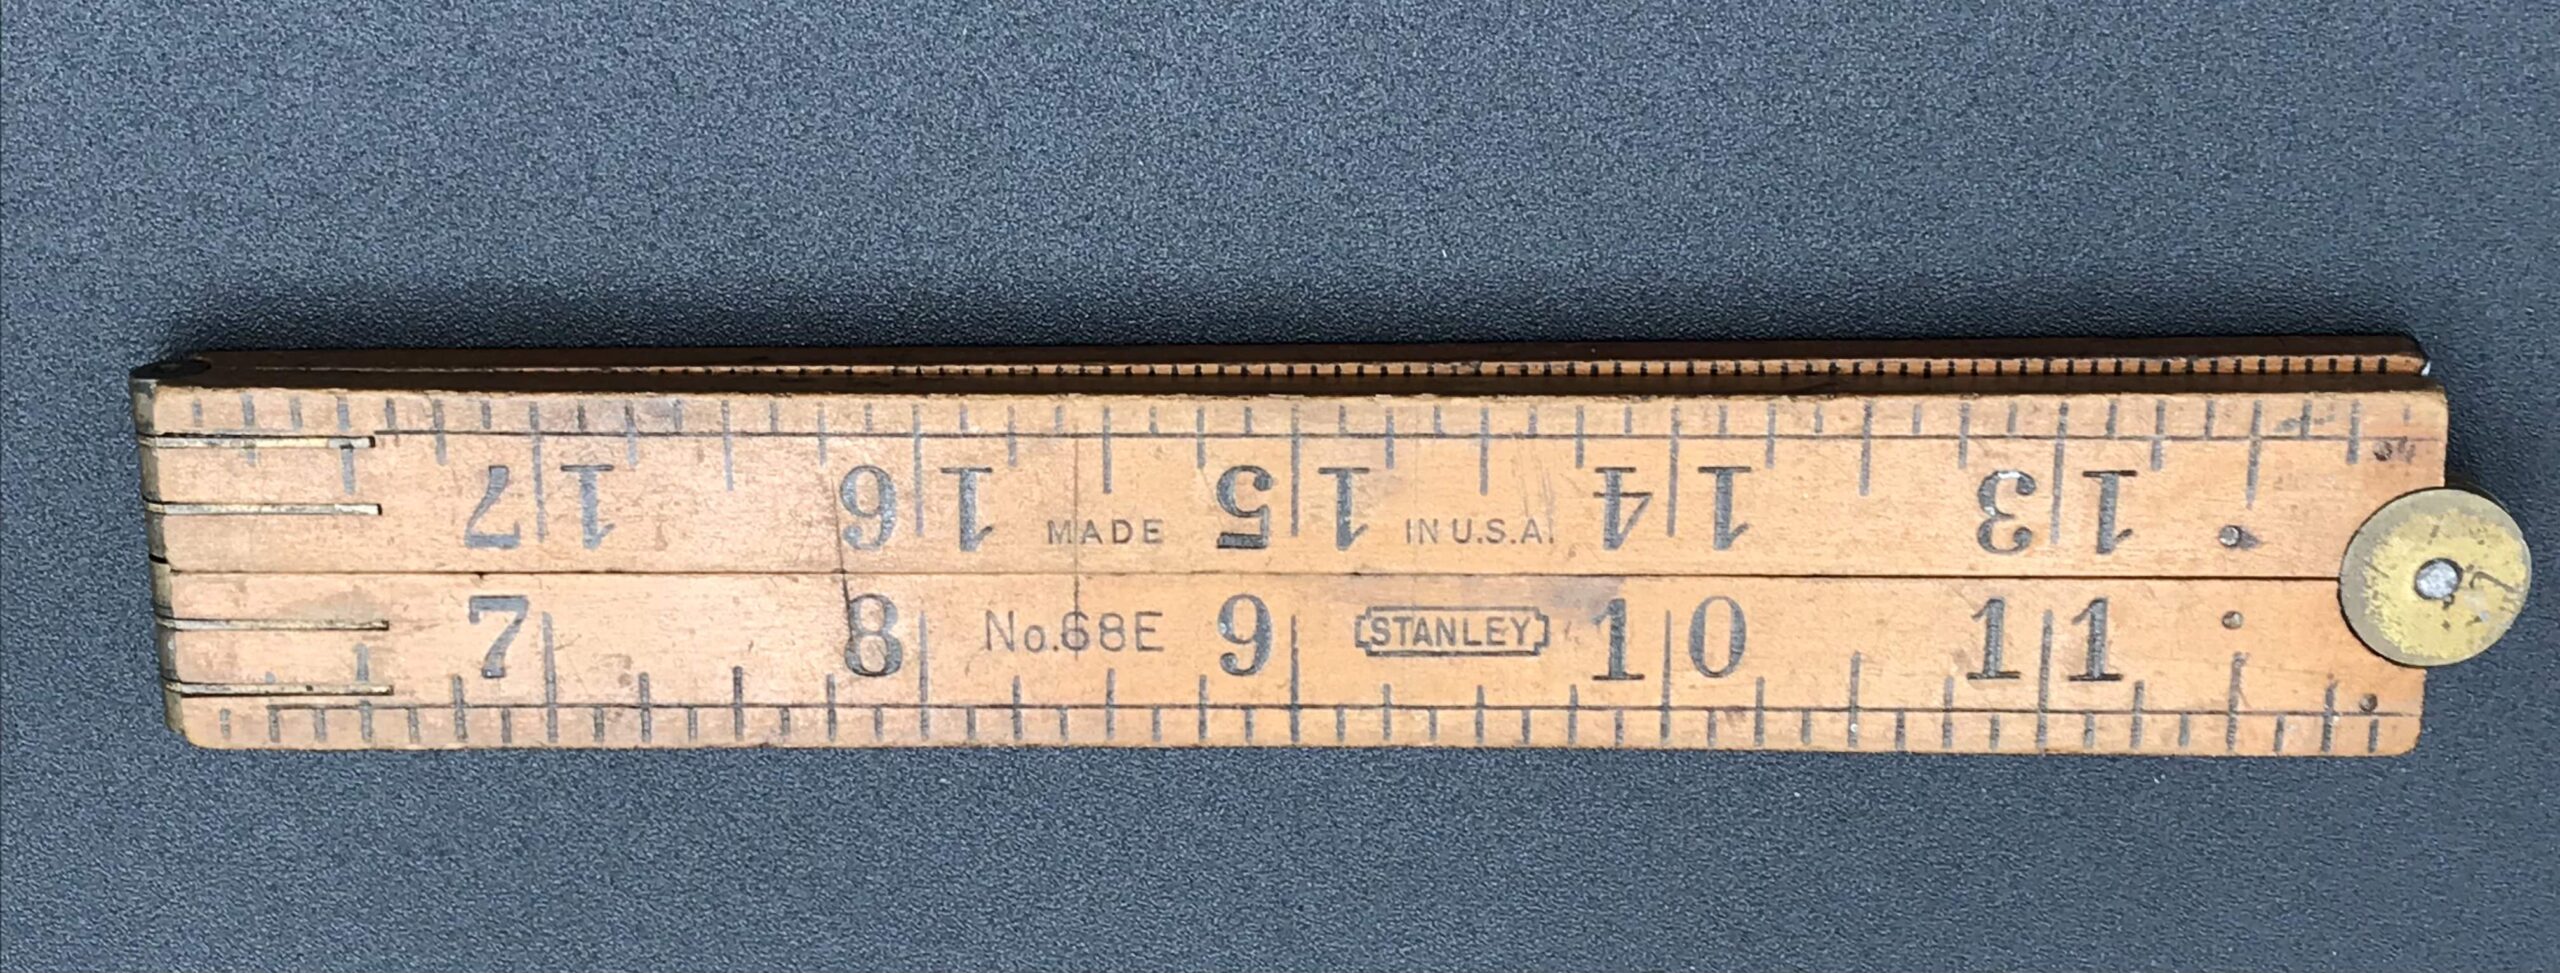 17 16 MADE 15 IN U.S.A. 14 13
7 8 No.68E 9 STANLEY 10 11